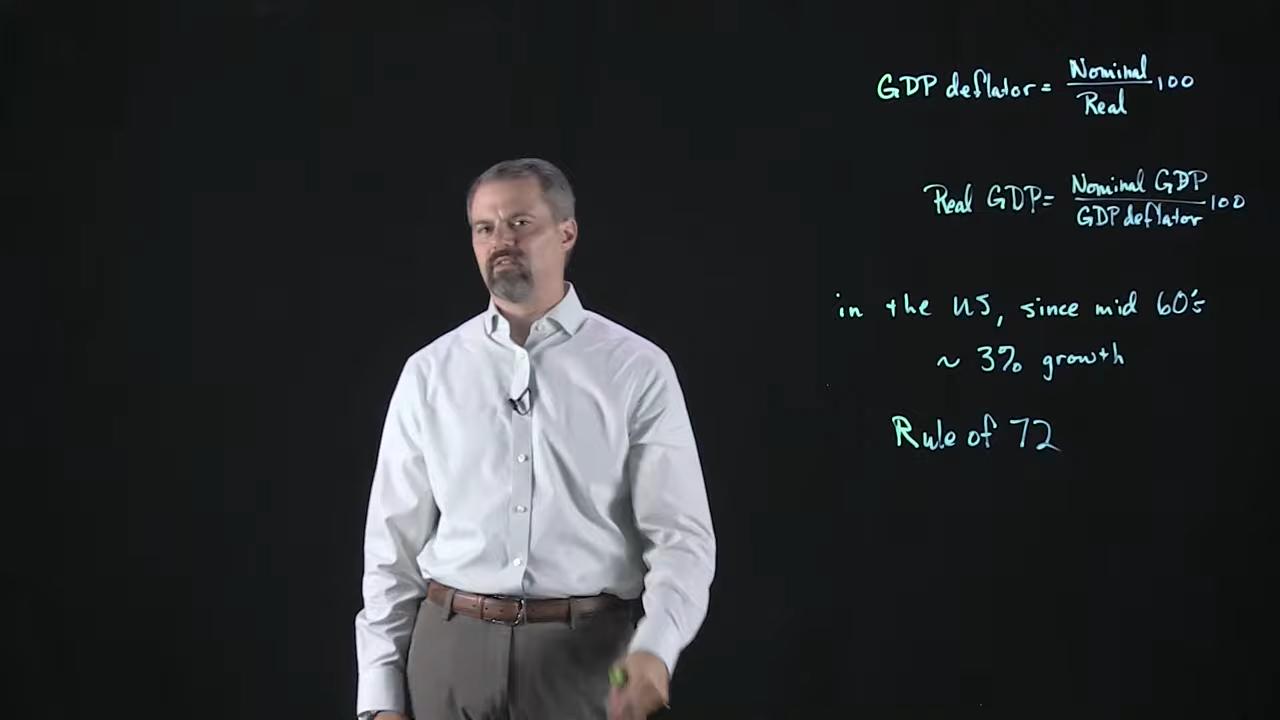 GDP deflator = Nominal / Real 100
Real GDP = Nominal GDP / GDP deflator 100
in the US, since mid 60's
~ 3% growth
Rule of 72